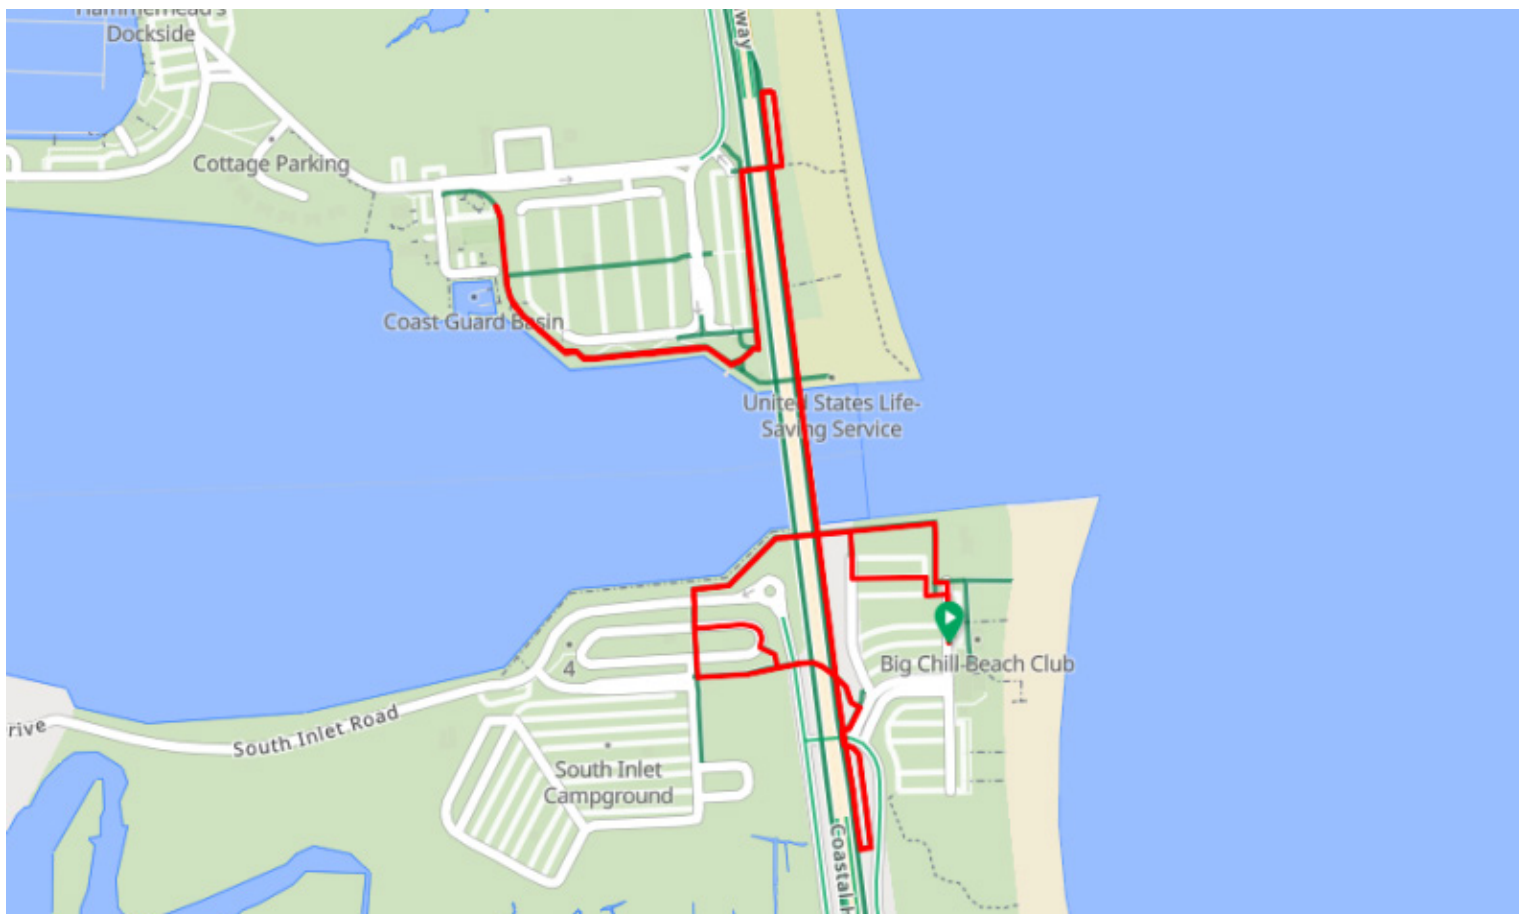 Hammerhead's
Dockside
way
Cottage Parking
Coast Guard Basin
United States Life-
Saving Service
Big Chill Beach Club
4
South Inlet Road
rive
South Inlet
Campground
Coastal H